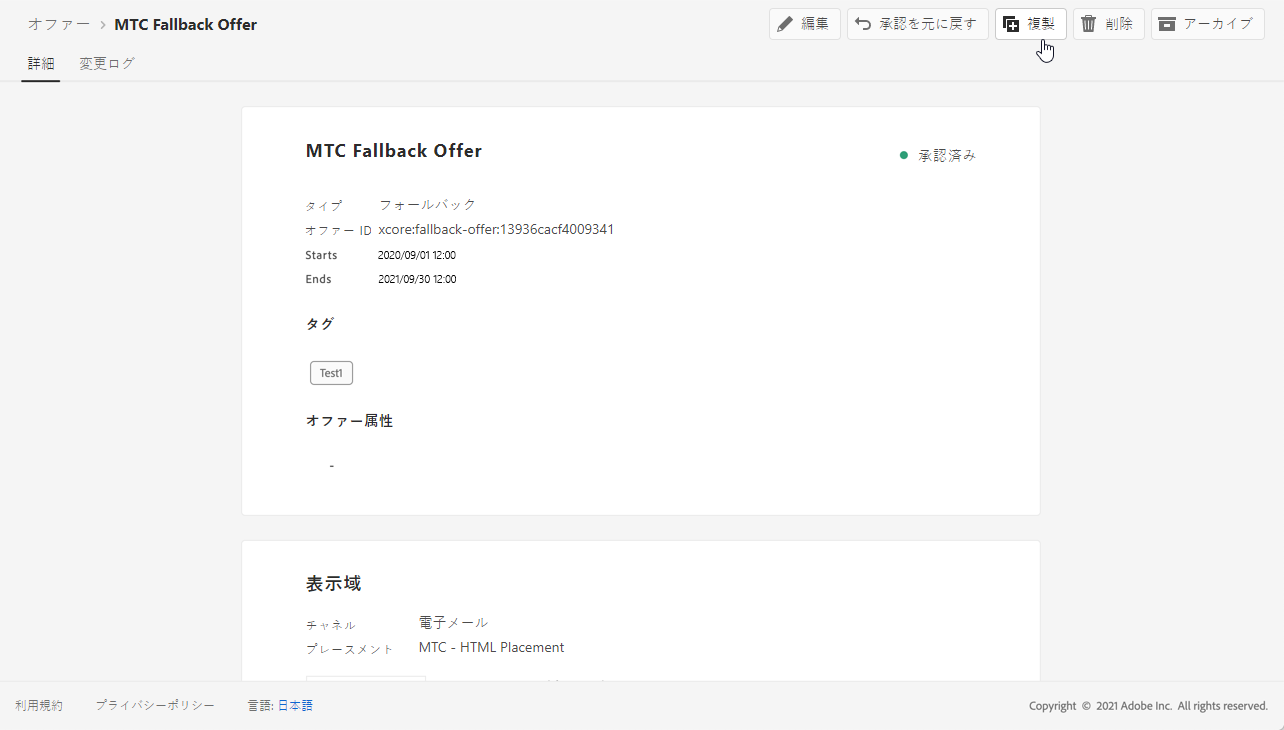 オファー > MTC Fallback Offer
編集 承認を元に戻す 複製 削除 アーカイブ
詳細 変更ログ
MTC Fallback Offer
承認済み
タイプ フォールバック
オファー ID xcore:fallback-offer:13936cacf4009341
Starts 2020/09/01 12:00
Ends 2021/09/30 12:00
タグ
Test1
オファー属性
-
表示域
チャネル 電子メール
プレースメント MTC - HTML Placement
利用規約 プライバシーポリシー 言語: 日本語 Copyright © 2021 Adobe Inc. All rights reserved.